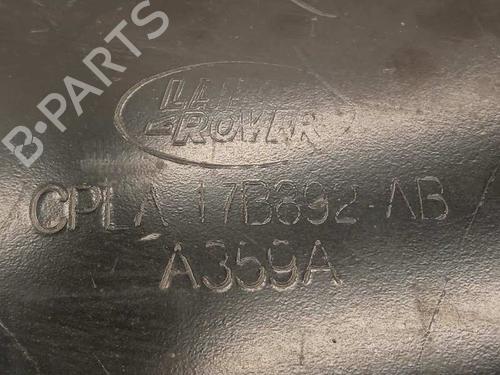 B-PARTS
LAND
ROVER
CPLA 17B892-AB
A359A